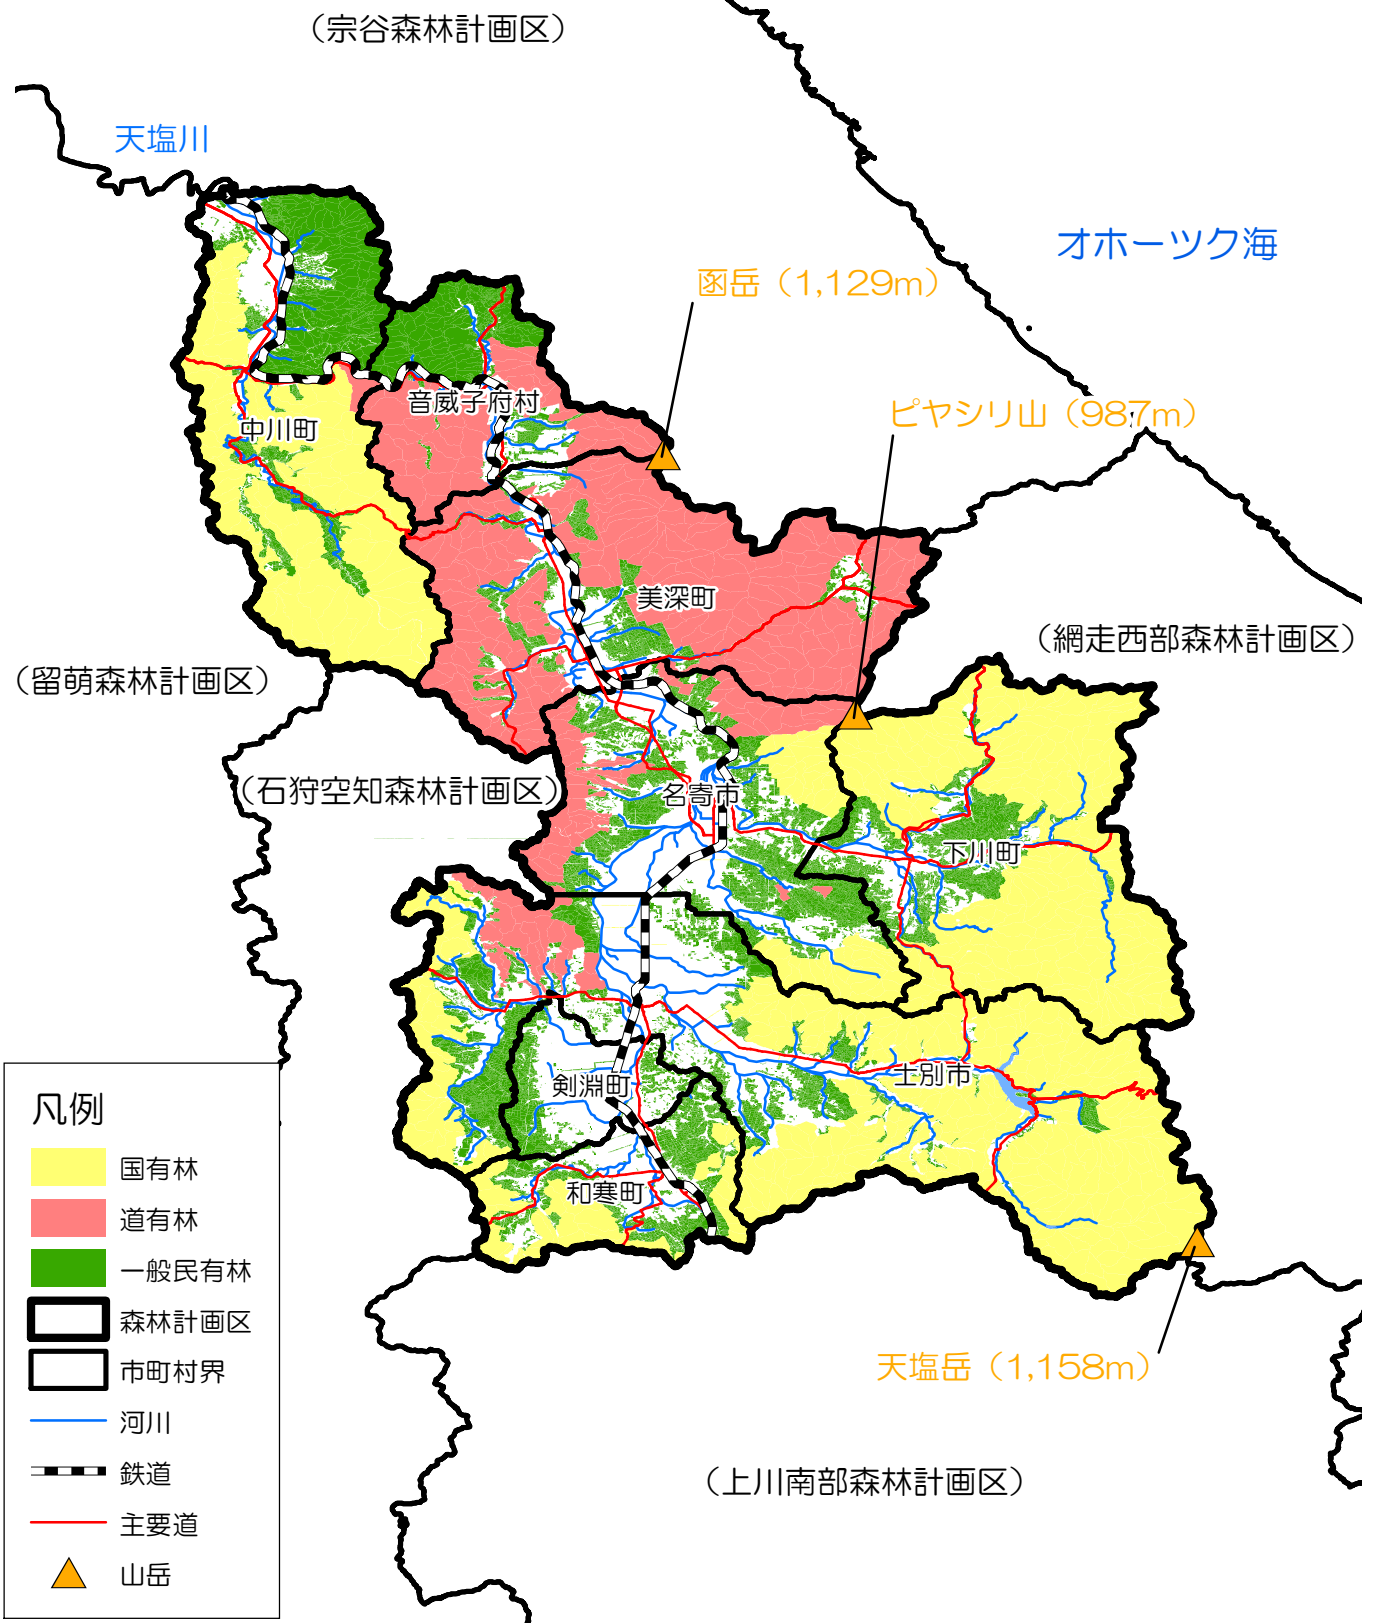 （宗谷森林計画区）
天塩川
オホーツク海
函岳（1,129m）
ピヤシリ山（987m）
音威子府村
中川町
美深町
（網走西部森林計画区）
（留萌森林計画区）
（石狩空知森林計画区）
名寄市
下川町
士別市
剣淵町
和寒町
天塩岳（1,158m）
（上川南部森林計画区）
凡例
国有林
道有林
一般民有林
森林計画区
市町村界
河川
鉄道
主要道
山岳